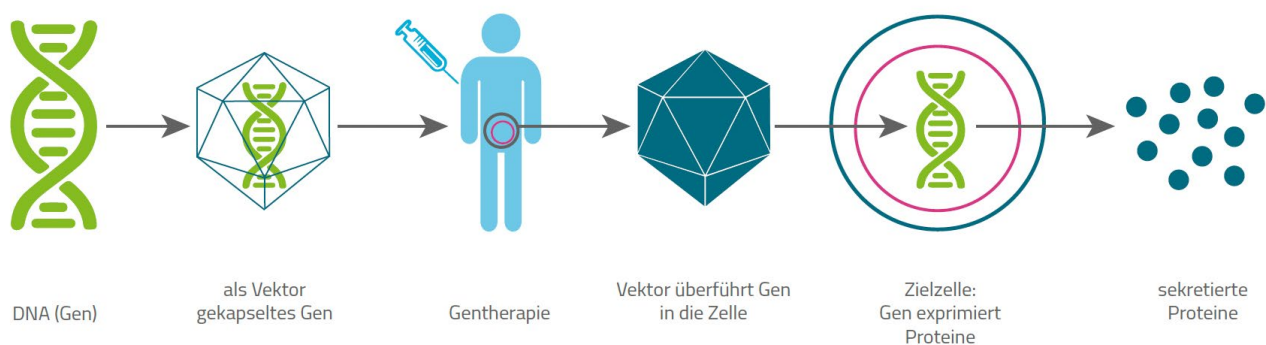 DNA (Gen)
als Vektor
gekapseltes Gen
Gentherapie
Vektor überführt Gen
in die Zelle
Zielzelle:
Gen exprimiert
Proteine
sekretierte
Proteine